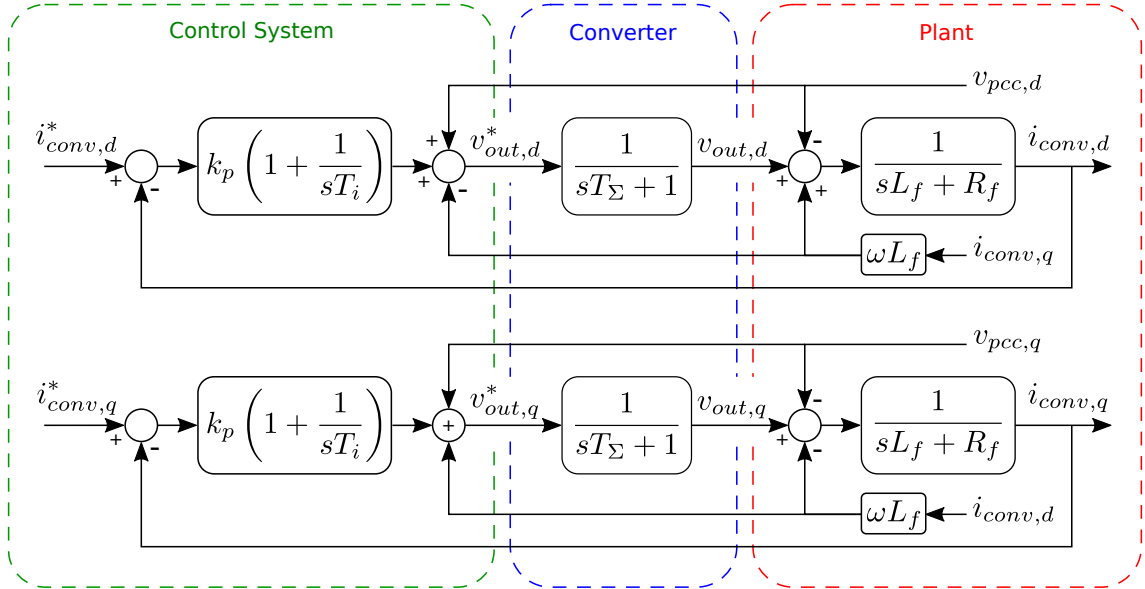 Control System
Converter
Plant
v_{pcc,d}
i^*_{conv,d}
+
-
k_p (1 + 1/(sT_i))
+
+
-
v^*_{out,d}
1/(sT_Σ + 1)
v_{out,d}
+
-
+
1/(sL_f + R_f)
i_{conv,d}
ωL_f
i_{conv,q}
v_{pcc,q}
i^*_{conv,q}
+
-
k_p (1 + 1/(sT_i))
+
v^*_{out,q}
1/(sT_Σ + 1)
v_{out,q}
+
-
-
1/(sL_f + R_f)
i_{conv,q}
ωL_f
i_{conv,d}